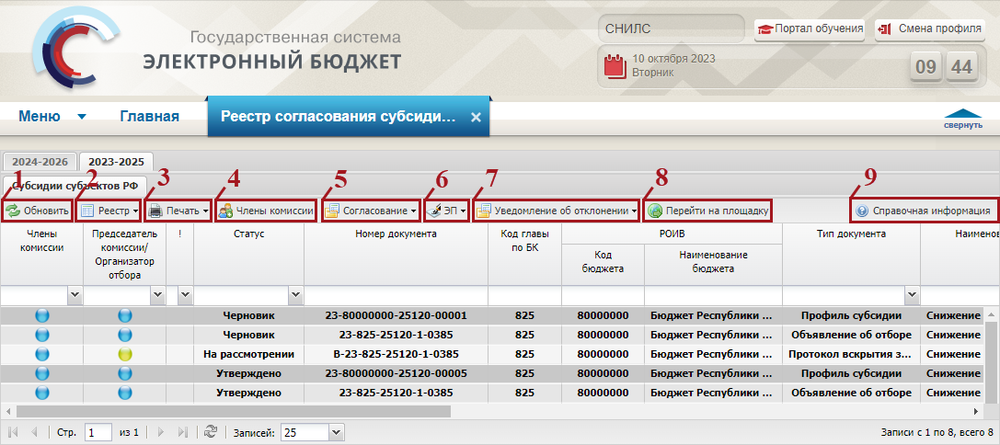 Государственная система
ЭЛЕКТРОННЫЙ БЮДЖЕТ
СНИЛС
Портал обучения
Смена профиля
10 октября 2023
Вторник
09 44
Меню
Главная
Реестр согласования субсиди...
свернуть
2024-2026
2023-2025
Субсидии субъектов РФ
1 2 3 4 5 6 7 8 9
Обновить
Реестр
Печать
Члены комиссии
Согласование
ЭП
Уведомление об отклонении
Перейти на площадку
Справочная информация
Члены комиссии
Председатель комиссии/ Организатор отбора
!
Статус
Номер документа
Код главы по БК
РОИВ
Код бюджета
Наименование бюджета
Тип документа
Наименов
Черновик 23-80000000-25120-00001 825 80000000 Бюджет Республики ... Профиль субсидии Снижение
Черновик 23-825-25120-1-0385 825 80000000 Бюджет Республики ... Объявление об отборе Снижение
На рассмотрении В-23-825-25120-1-0385 825 80000000 Бюджет Республики ... Протокол вскрытия з... Снижение
Утверждено 23-80000000-25120-00005 825 80000000 Бюджет Республики ... Профиль субсидии Снижение
Утверждено 23-825-25120-1-0385 825 80000000 Бюджет Республики ... Объявление об отборе Снижение
Стр. 1 из 1 Записей: 25 Записи с 1 по 8, всего 8